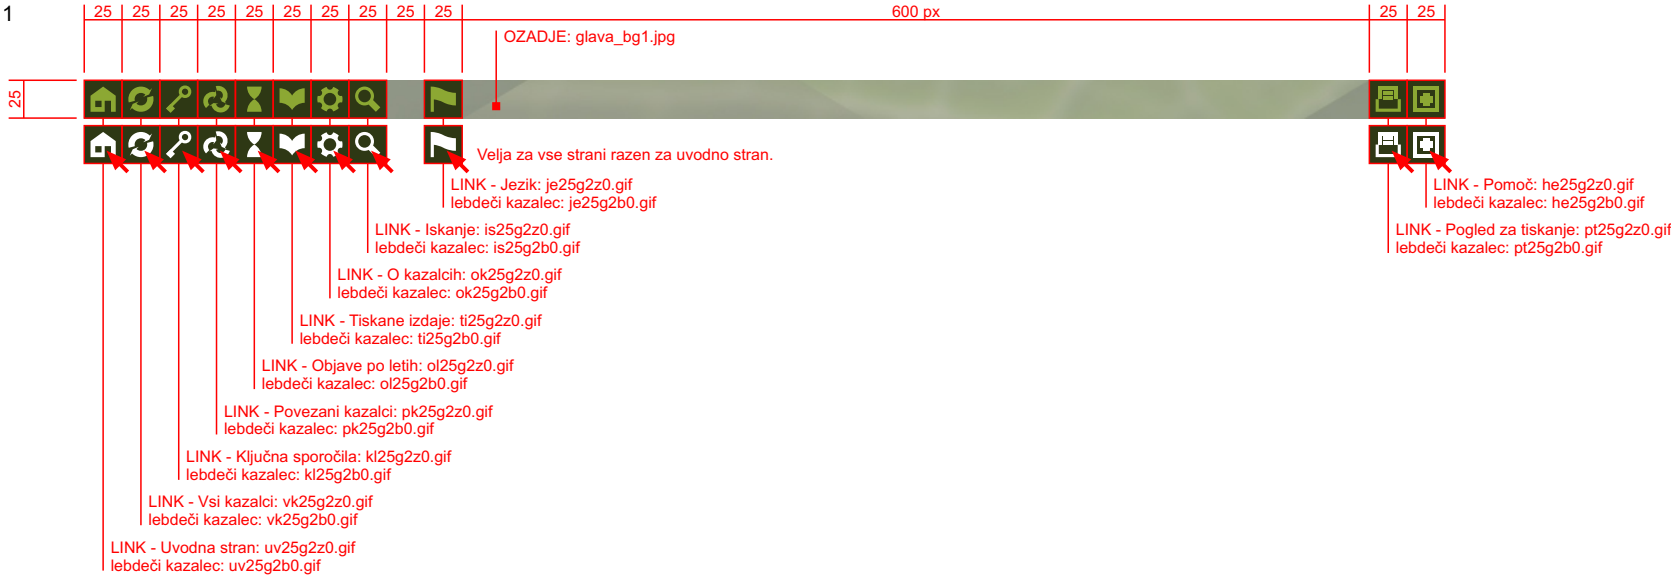 1
25 25 25 25 25 25 25 25 25 25 600 px 25 25
OZADJE: glava_bg1.jpg
25
Velja za vse strani razen za uvodno stran.
LINK - Jezik: je25g2z0.gif
lebdeči kazalec: je25g2b0.gif
LINK - Pomoč: he25g2z0.gif
lebdeči kazalec: he25g2b0.gif
LINK - Iskanje: is25g2z0.gif
lebdeči kazalec: is25g2b0.gif
LINK - Pogled za tiskanje: pt25g2z0.gif
lebdeči kazalec: pt25g2b0.gif
LINK - O kazalcih: ok25g2z0.gif
lebdeči kazalec: ok25g2b0.gif
LINK - Tiskane izdaje: ti25g2z0.gif
lebdeči kazalec: ti25g2b0.gif
LINK - Objave po letih: ol25g2z0.gif
lebdeči kazalec: ol25g2b0.gif
LINK - Povezani kazalci: pk25g2z0.gif
lebdeči kazalec: pk25g2b0.gif
LINK - Ključna sporočila: kl25g2z0.gif
lebdeči kazalec: kl25g2b0.gif
LINK - Vsi kazalci: vk25g2z0.gif
lebdeči kazalec: vk25g2b0.gif
LINK - Uvodna stran: uv25g2z0.gif
lebdeči kazalec: uv25g2b0.gif